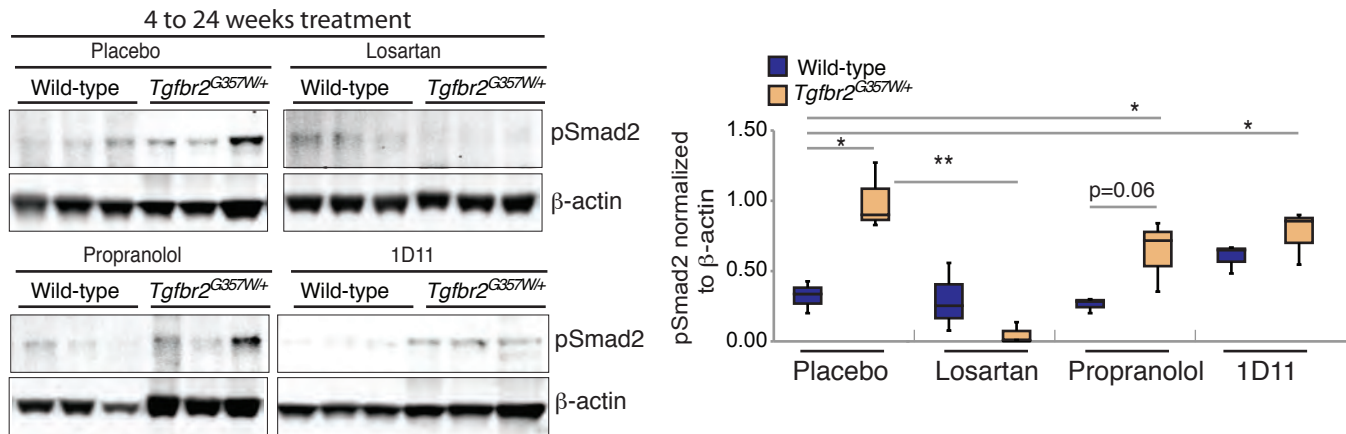 4 to 24 weeks treatment
Placebo
Losartan
Wild-type Tgfbr2G357W/+
Wild-type Tgfbr2G357W/+
pSmad2
β-actin
Propranolol
1D11
Wild-type Tgfbr2G357W/+
Wild-type Tgfbr2G357W/+
pSmad2
β-actin
Wild-type
Tgfbr2G357W/+
pSmad2 normalized
to β-actin
1.50
1.00
0.50
0.00
*
*
*
**
p=0.06
Placebo
Losartan
Propranolol
1D11